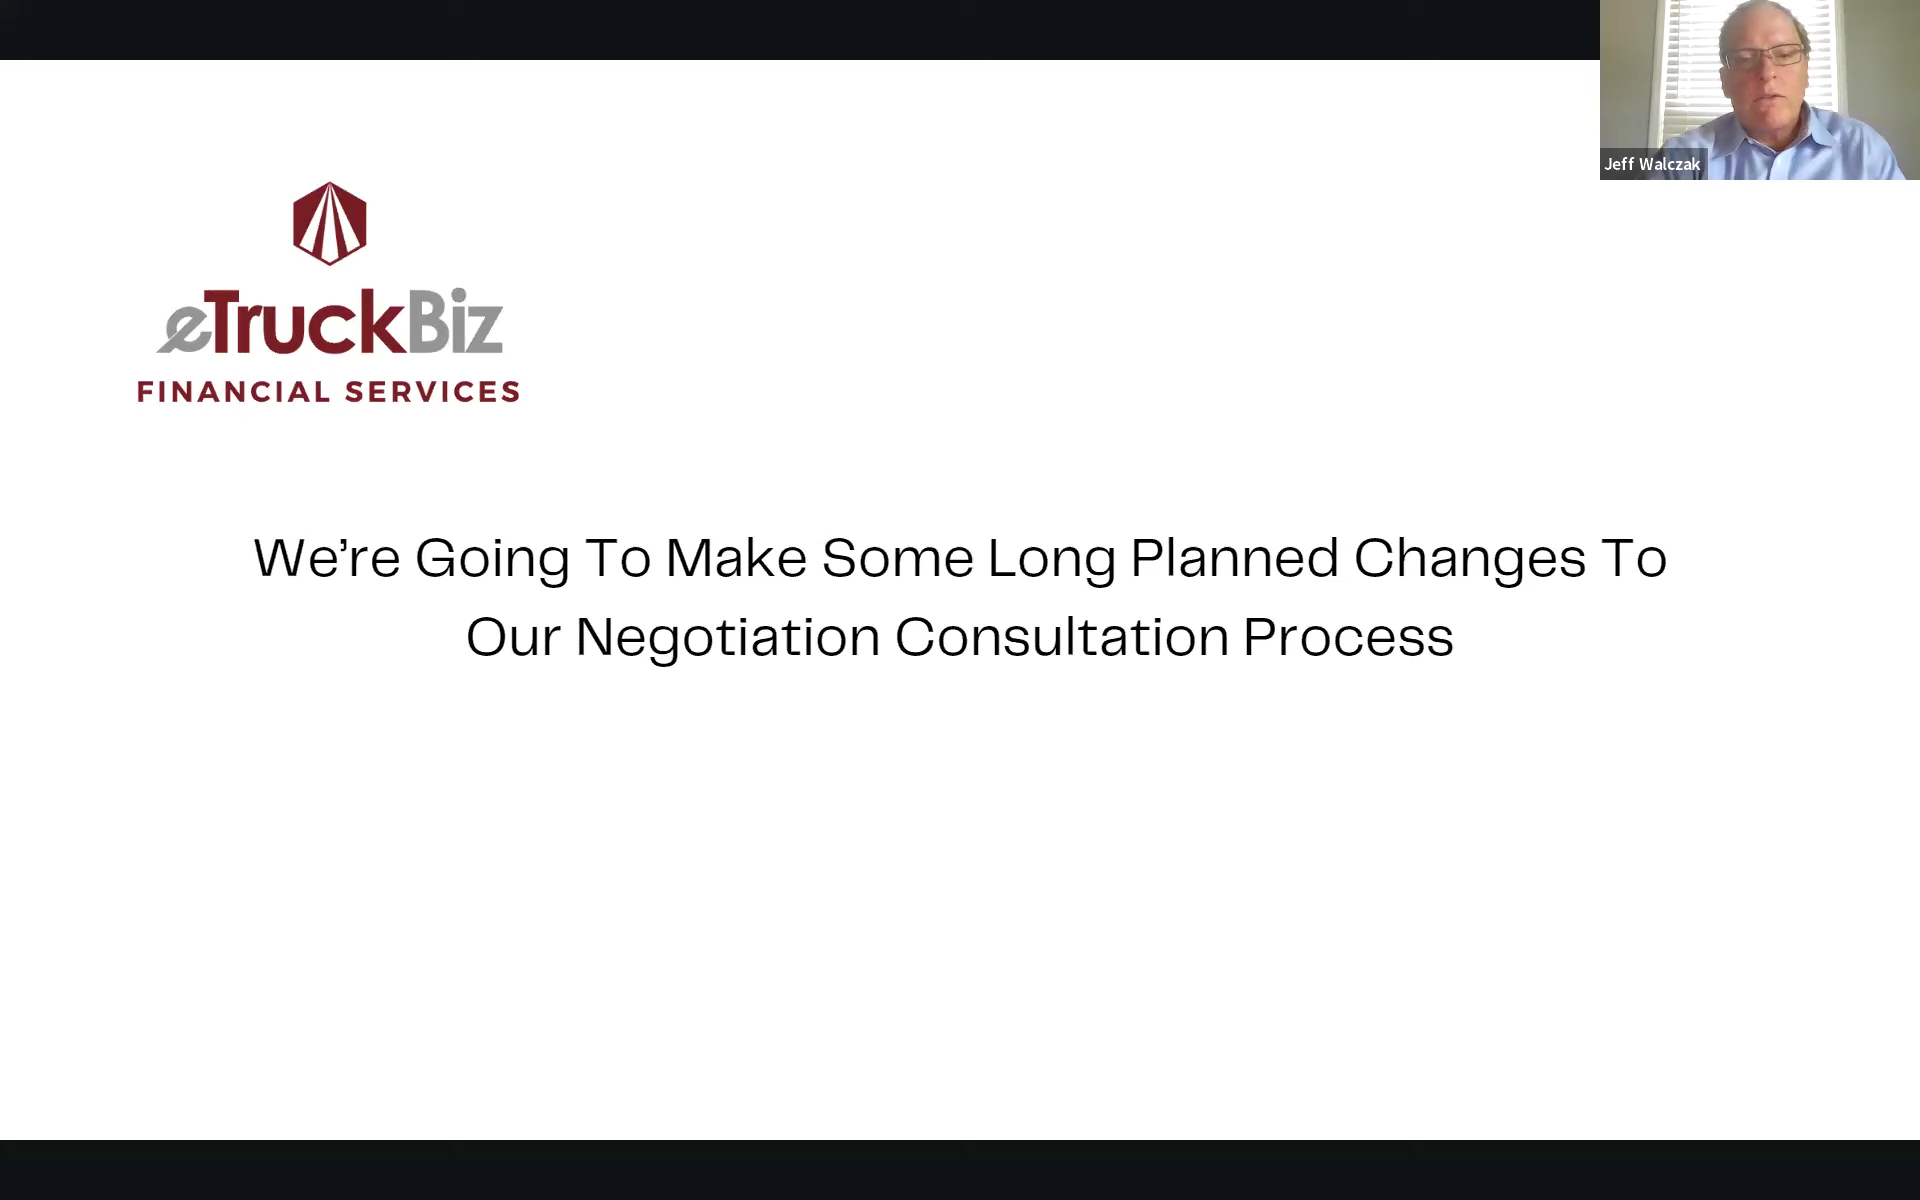 Jeff Walczak
eTruckBiz
FINANCIAL SERVICES
We’re Going To Make Some Long Planned Changes To
Our Negotiation Consultation Process